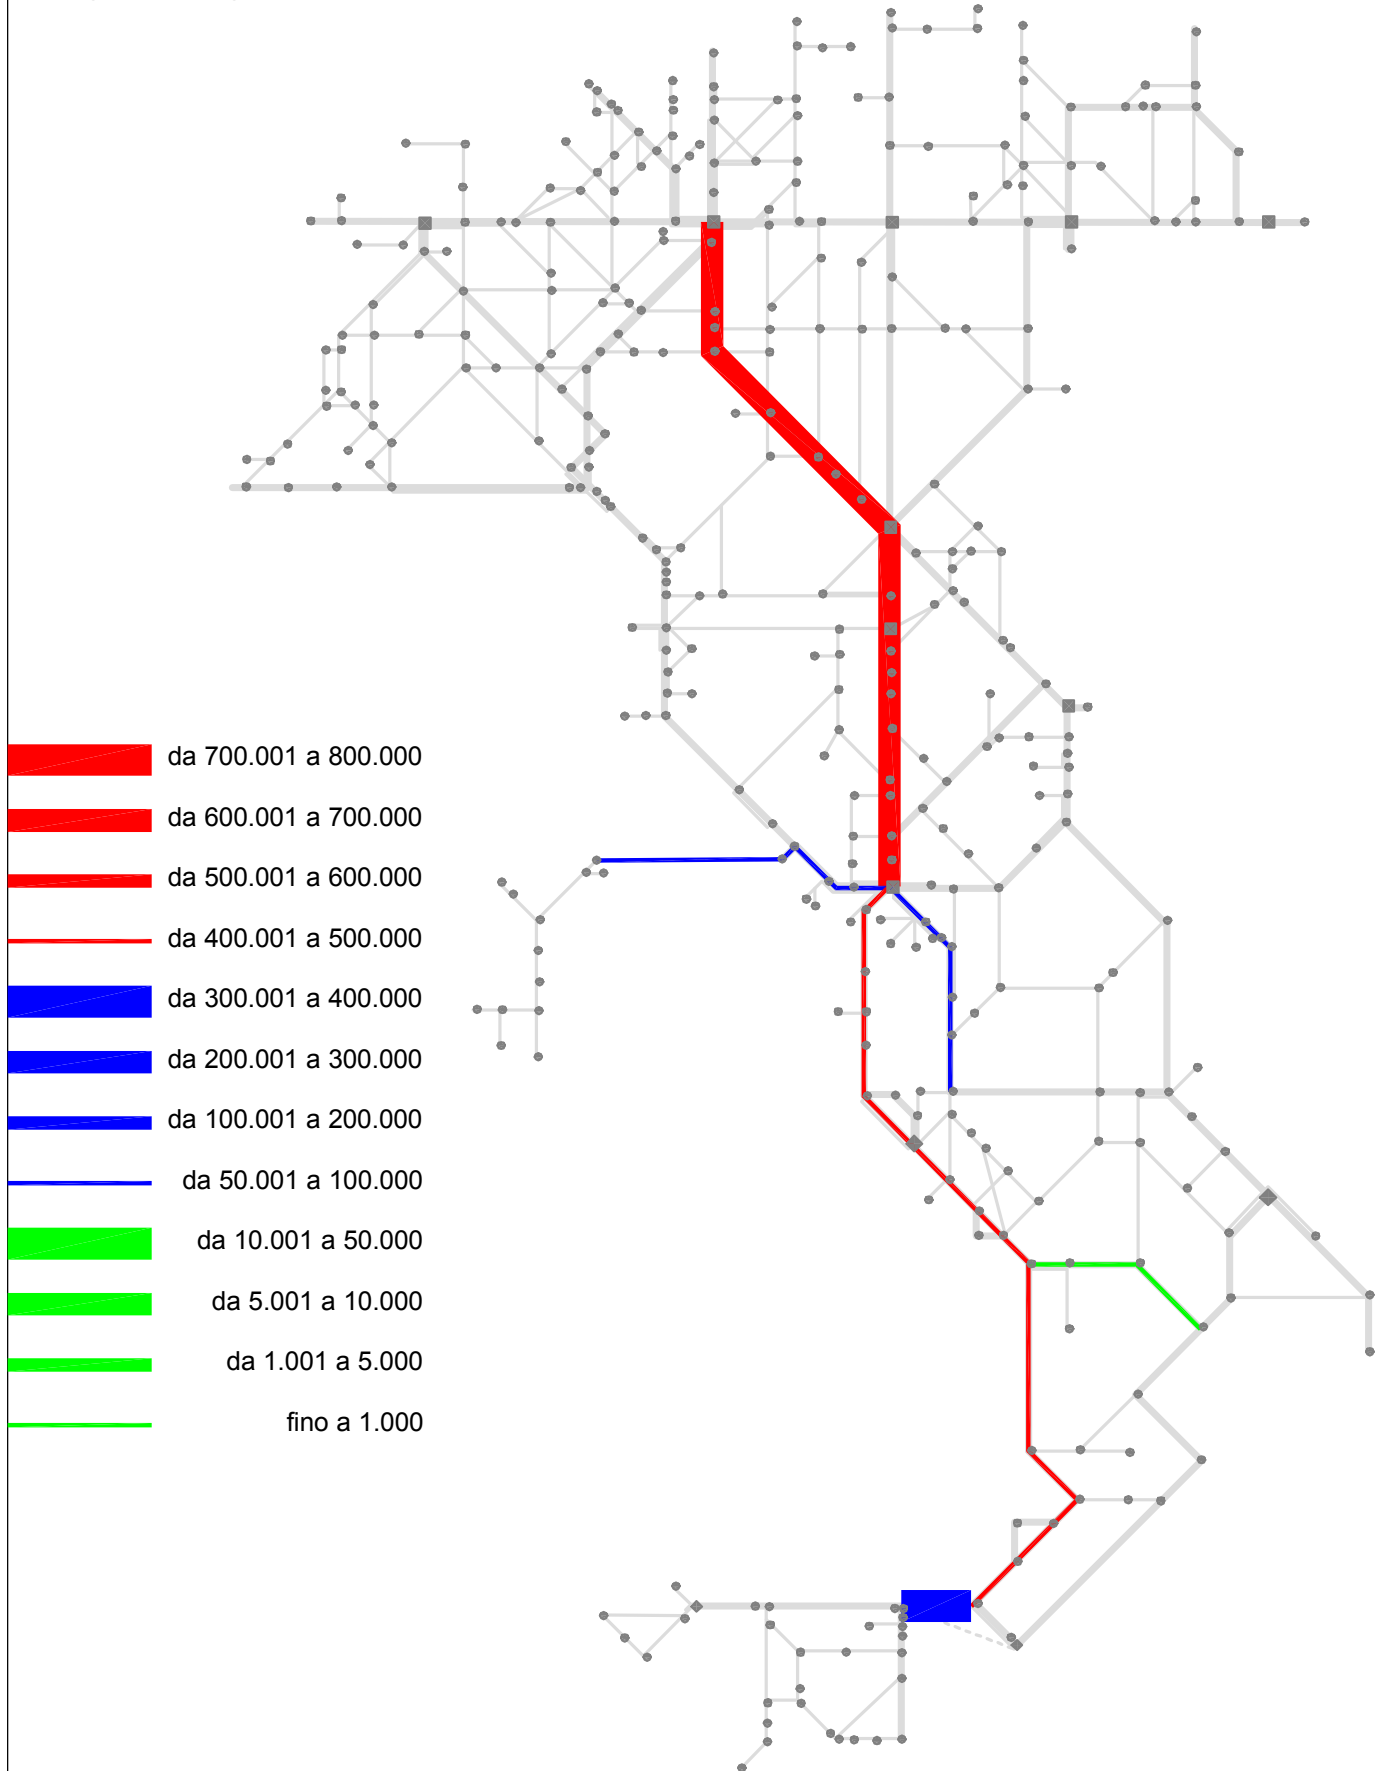 da 700.001 a 800.000
da 600.001 a 700.000
da 500.001 a 600.000
da 400.001 a 500.000
da 300.001 a 400.000
da 200.001 a 300.000
da 100.001 a 200.000
da 50.001 a 100.000
da 10.001 a 50.000
da 5.001 a 10.000
da 1.001 a 5.000
fino a 1.000